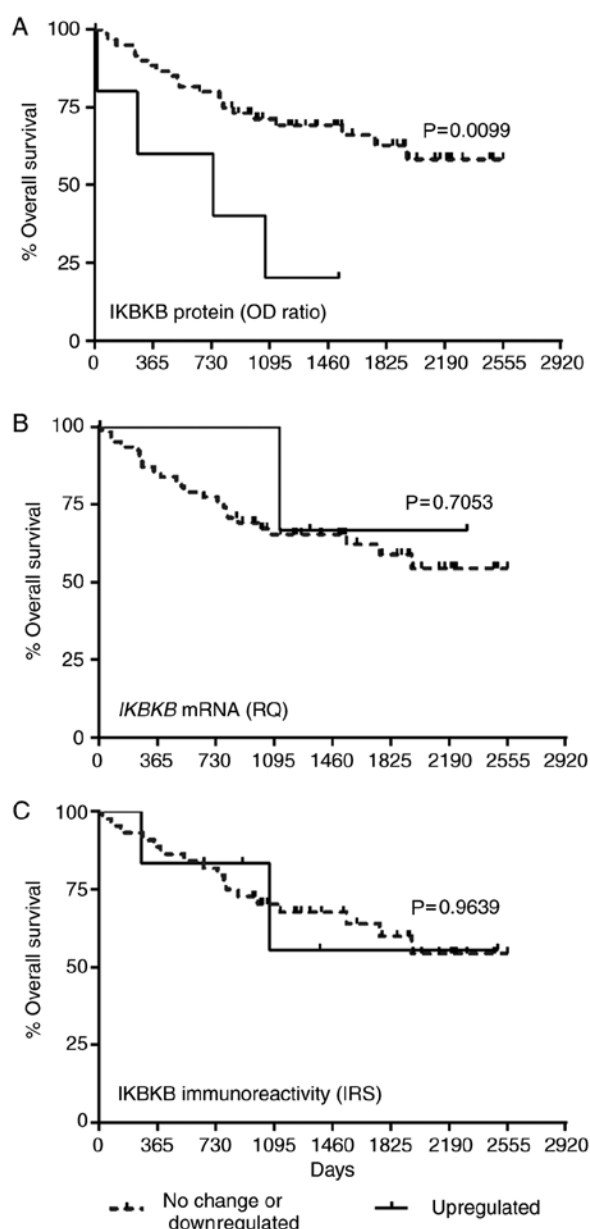 A
100
75
50
25
0
% Overall survival
P=0.0099
IKBKB protein (OD ratio)
0 365 730 1095 1460 1825 2190 2555 2920
B
100
75
50
25
0
% Overall survival
P=0.7053
IKBKB mRNA (RQ)
0 365 730 1095 1460 1825 2190 2555 2920
C
100
75
50
25
0
% Overall survival
P=0.9639
IKBKB immunoreactivity (IRS)
0 365 730 1095 1460 1825 2190 2555 2920
Days
No change or
downregulated
Upregulated